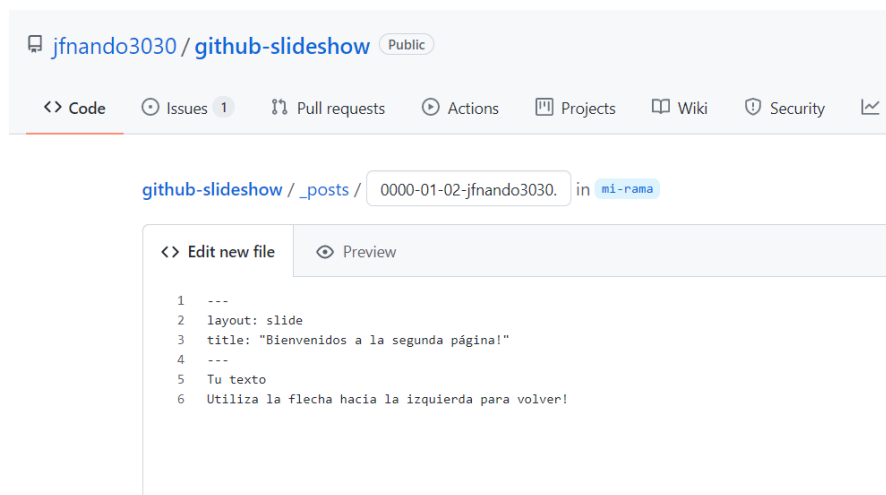 jfnando3030 / github-slideshow Public
Code Issues 1 Pull requests Actions Projects Wiki Security
github-slideshow / _posts / 0000-01-02-jfnando3030. in mi-rama
Edit new file Preview
1 ---
2 layout: slide
3 title: "Bienvenidos a la segunda página!"
4 ---
5 Tu texto
6 Utiliza la flecha hacia la izquierda para volver!